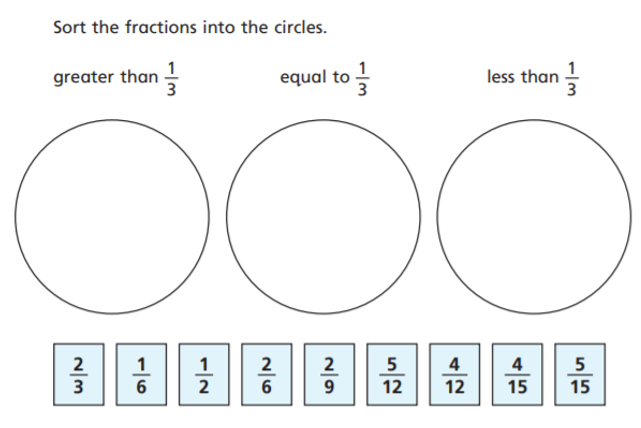 Sort the fractions into the circles.
greater than 1/3 equal to 1/3 less than 1/3
2/3 1/6 1/2 2/6 2/9 5/12 4/12 4/15 5/15